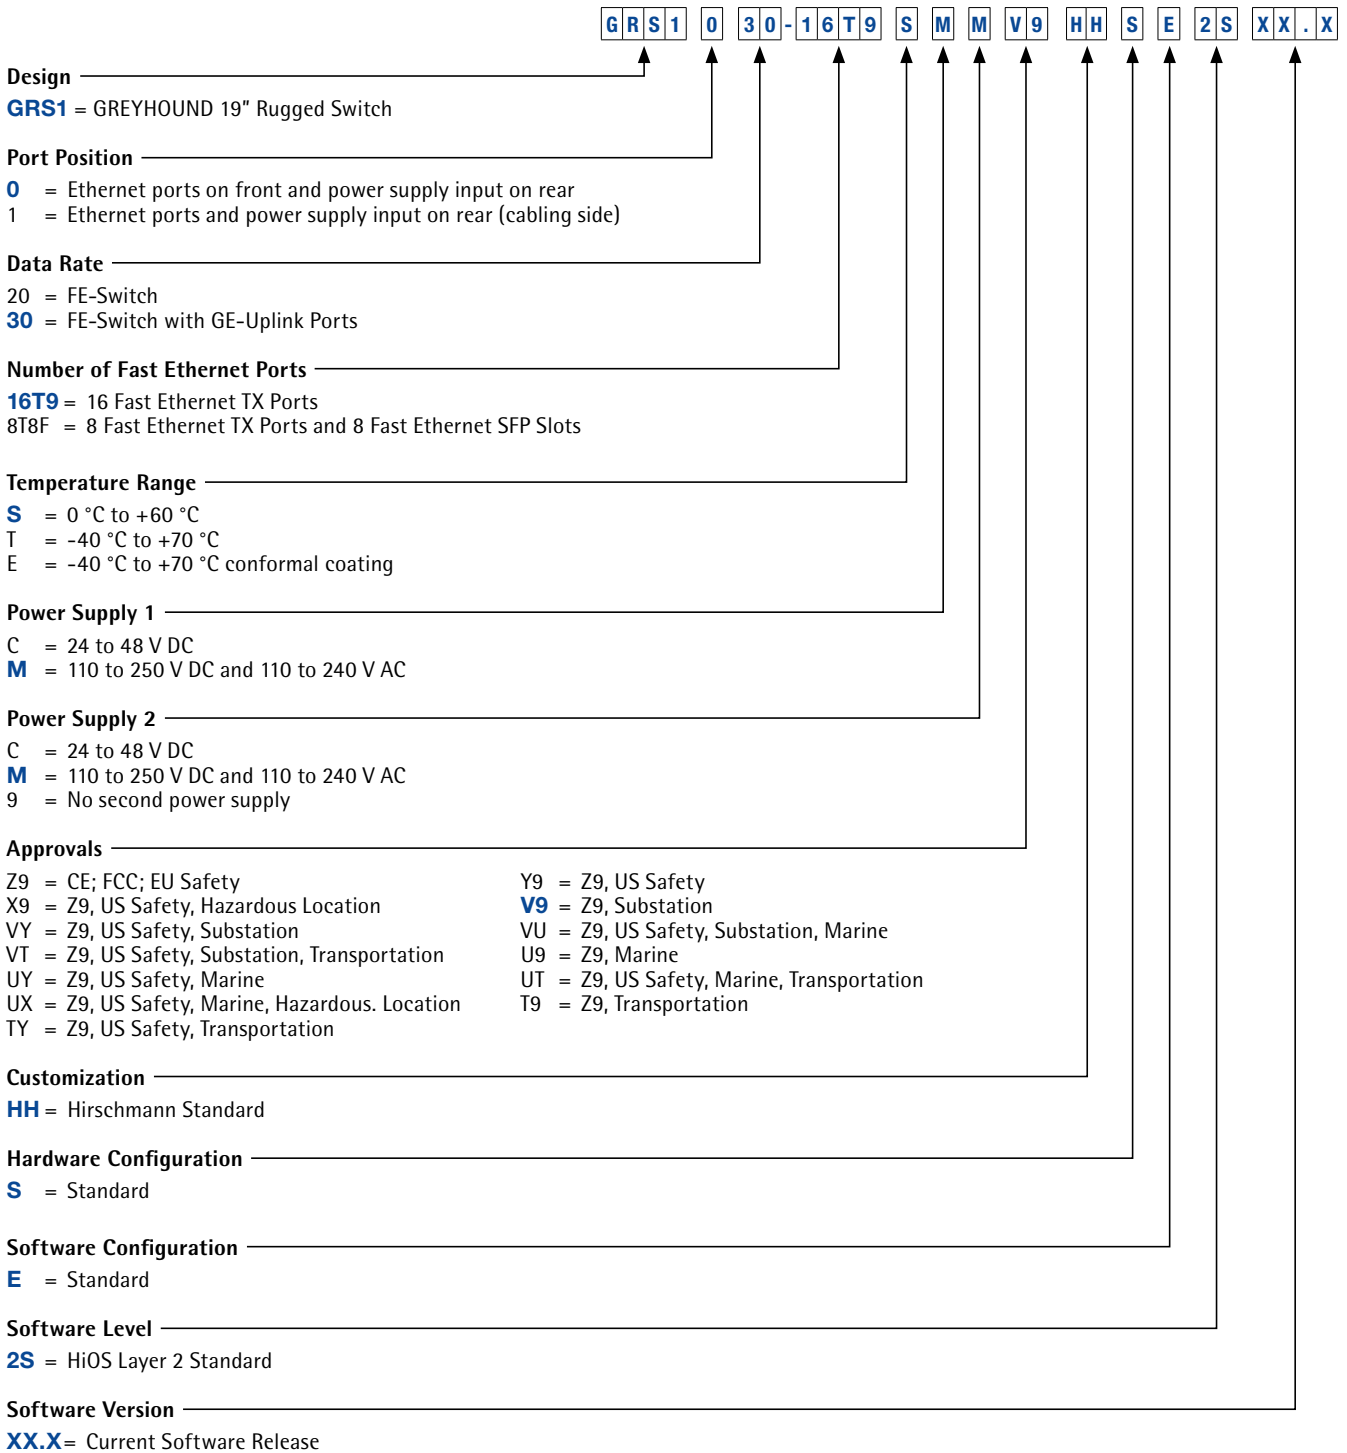 GRS1 0 30-16T9 S M M V9 HH S E 2S XX.X
Design
GRS1 = GREYHOUND 19" Rugged Switch
Port Position
0 = Ethernet ports on front and power supply input on rear
1 = Ethernet ports and power supply input on rear (cabling side)
Data Rate
20 = FE-Switch
30 = FE-Switch with GE-Uplink Ports
Number of Fast Ethernet Ports
16T9 = 16 Fast Ethernet TX Ports
8T8F = 8 Fast Ethernet TX Ports and 8 Fast Ethernet SFP Slots
Temperature Range
S = 0 °C to +60 °C
T = -40 °C to +70 °C
E = -40 °C to +70 °C conformal coating
Power Supply 1
C = 24 to 48 V DC
M = 110 to 250 V DC and 110 to 240 V AC
Power Supply 2
C = 24 to 48 V DC
M = 110 to 250 V DC and 110 to 240 V AC
9 = No second power supply
Approvals
Z9 = CE; FCC; EU Safety
Y9 = Z9, US Safety
X9 = Z9, US Safety, Hazardous Location
V9 = Z9, Substation
VY = Z9, US Safety, Substation
VU = Z9, US Safety, Substation, Marine
VT = Z9, US Safety, Substation, Transportation
U9 = Z9, Marine
UY = Z9, US Safety, Marine
UT = Z9, US Safety, Marine, Transportation
UX = Z9, US Safety, Marine, Hazardous. Location
T9 = Z9, Transportation
TY = Z9, US Safety, Transportation
Customization
HH = Hirschmann Standard
Hardware Configuration
S = Standard
Software Configuration
E = Standard
Software Level
2S = HiOS Layer 2 Standard
Software Version
XX.X = Current Software Release